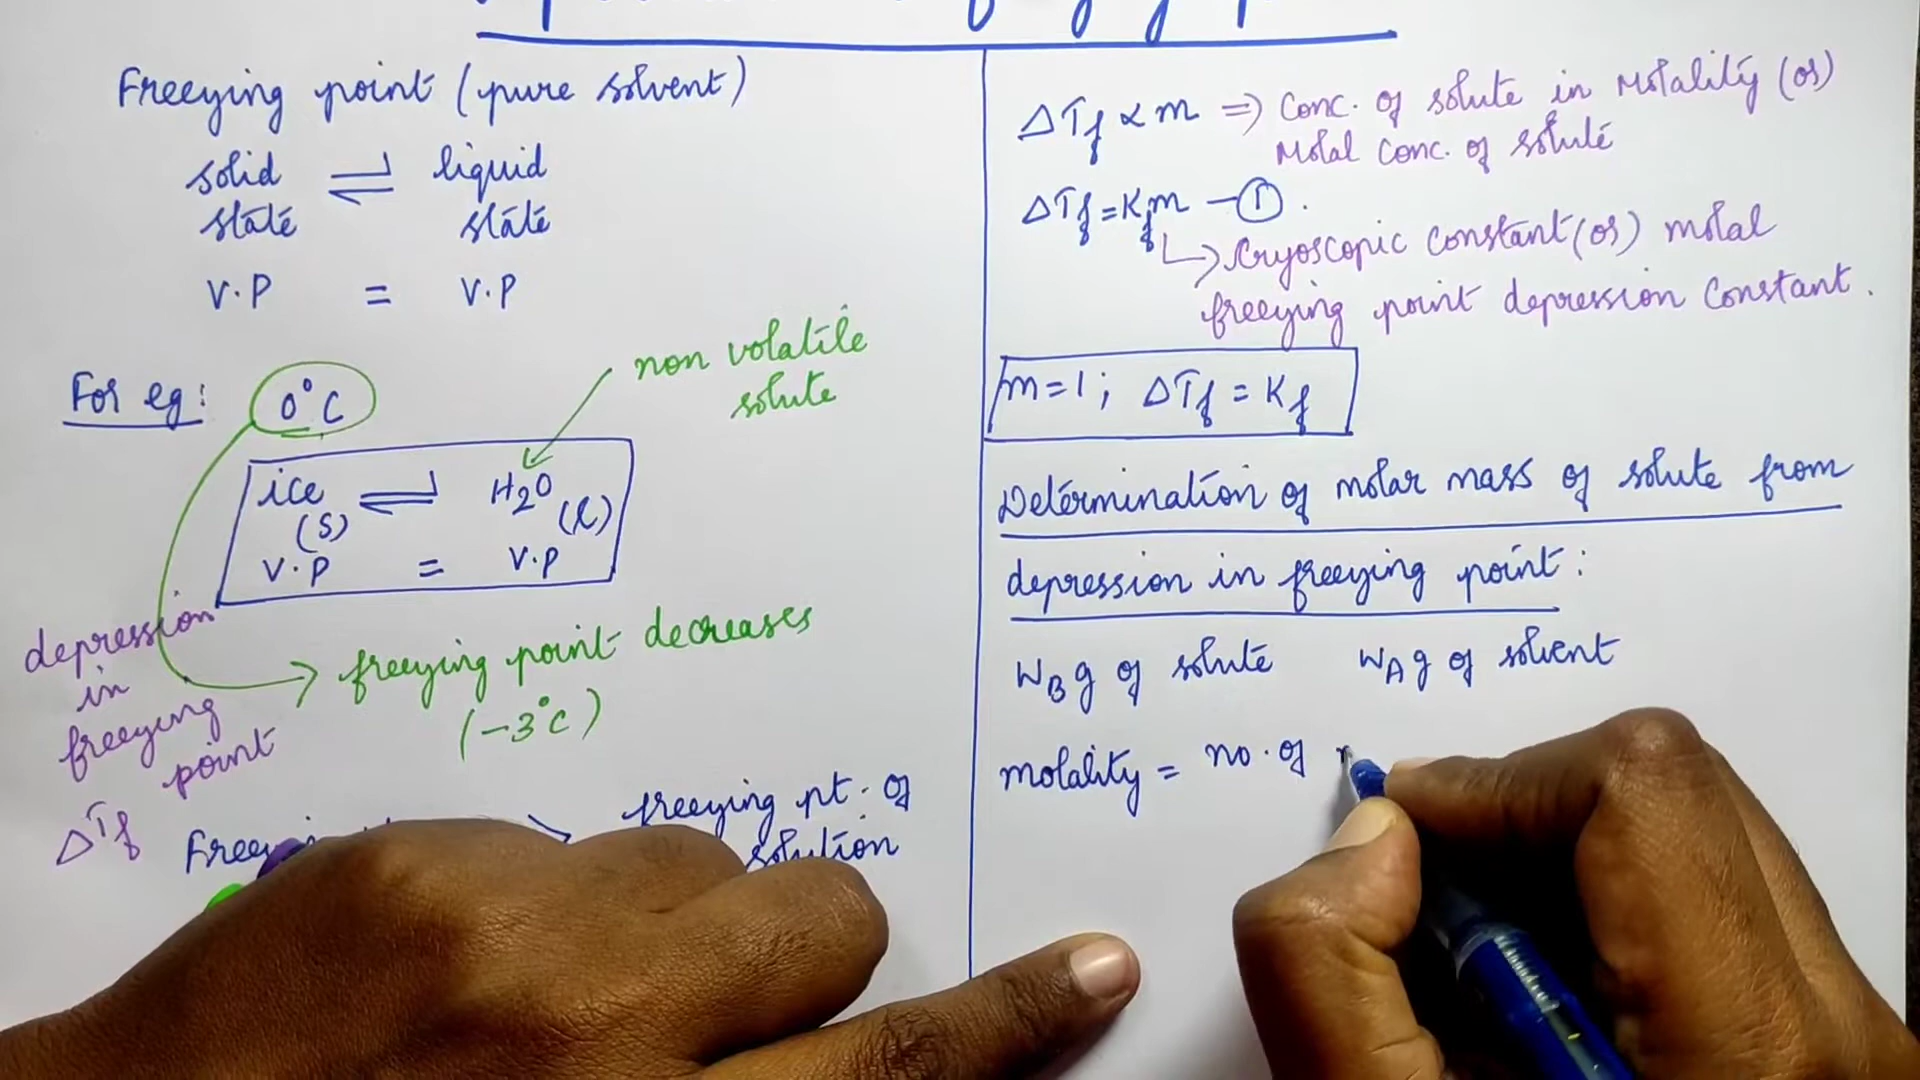 Freezing point (pure solvent)
solid ⇌ liquid
state state
V.P = V.P
For eg: 0°C
non volatile
solute
ice ⇌ H2O
(S) (l)
V.P = V.P
depression
in
freezing
point
ΔTf
freezing point decreases
(-3°C)
freezing pt. of
solution
ΔTf ∝ m ⇒ Conc. of solute in Molality (or)
Molal Conc. of solute
ΔTf = Kfm - ①.
↳ Cryoscopic constant (or) molal
freezing point depression Constant.
m = 1 ; ΔTf = Kf
Determination of molar mass of solute from
depression in freezing point :
WB g of solute WA g of solvent
molality = no. of